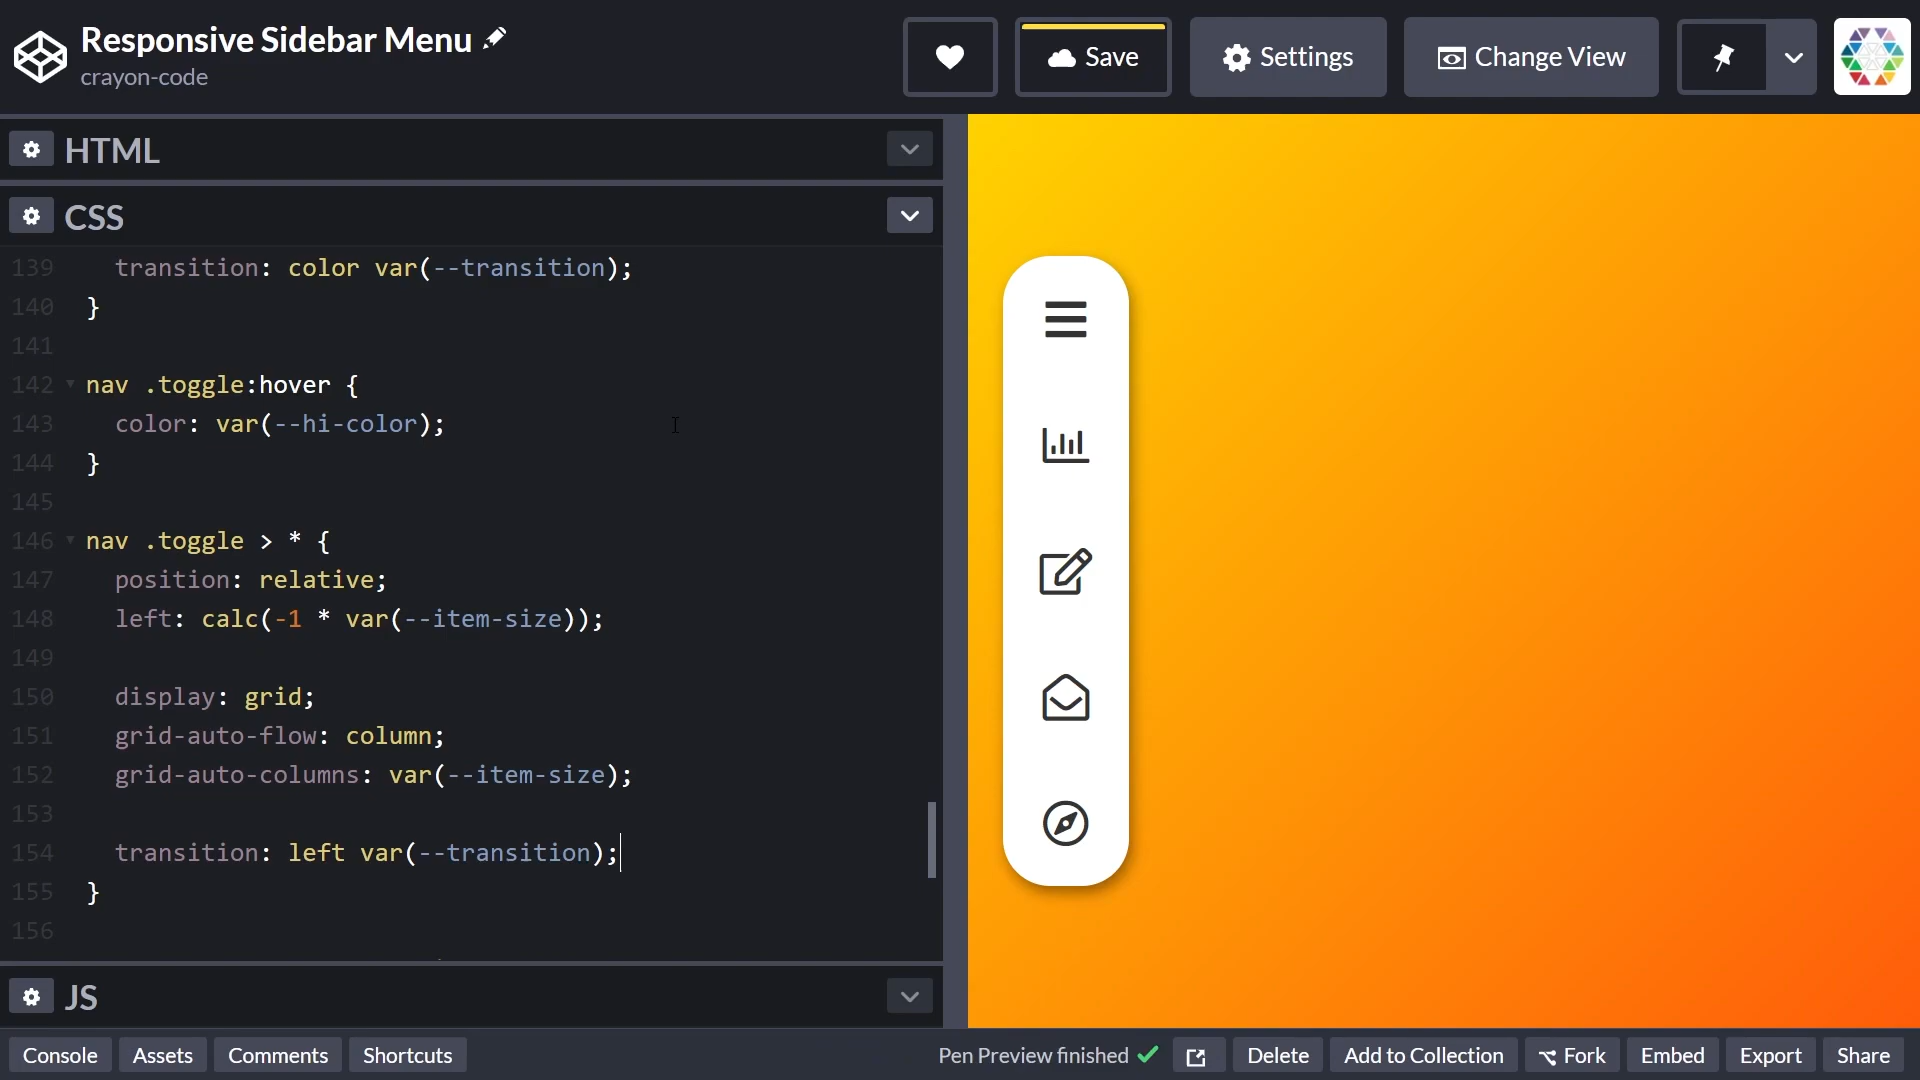 Responsive Sidebar Menu
crayon-code
Save
Settings
Change View
HTML
CSS
139 transition: color var(--transition);
140 }
141
142 nav .toggle:hover {
143 color: var(--hi-color);
144 }
145
146 nav .toggle > * {
147 position: relative;
148 left: calc(-1 * var(--item-size));
149
150 display: grid;
151 grid-auto-flow: column;
152 grid-auto-columns: var(--item-size);
153
154 transition: left var(--transition);
155 }
156
JS
Console Assets Comments Shortcuts Pen Preview finished Delete Add to Collection Fork Embed Export Share